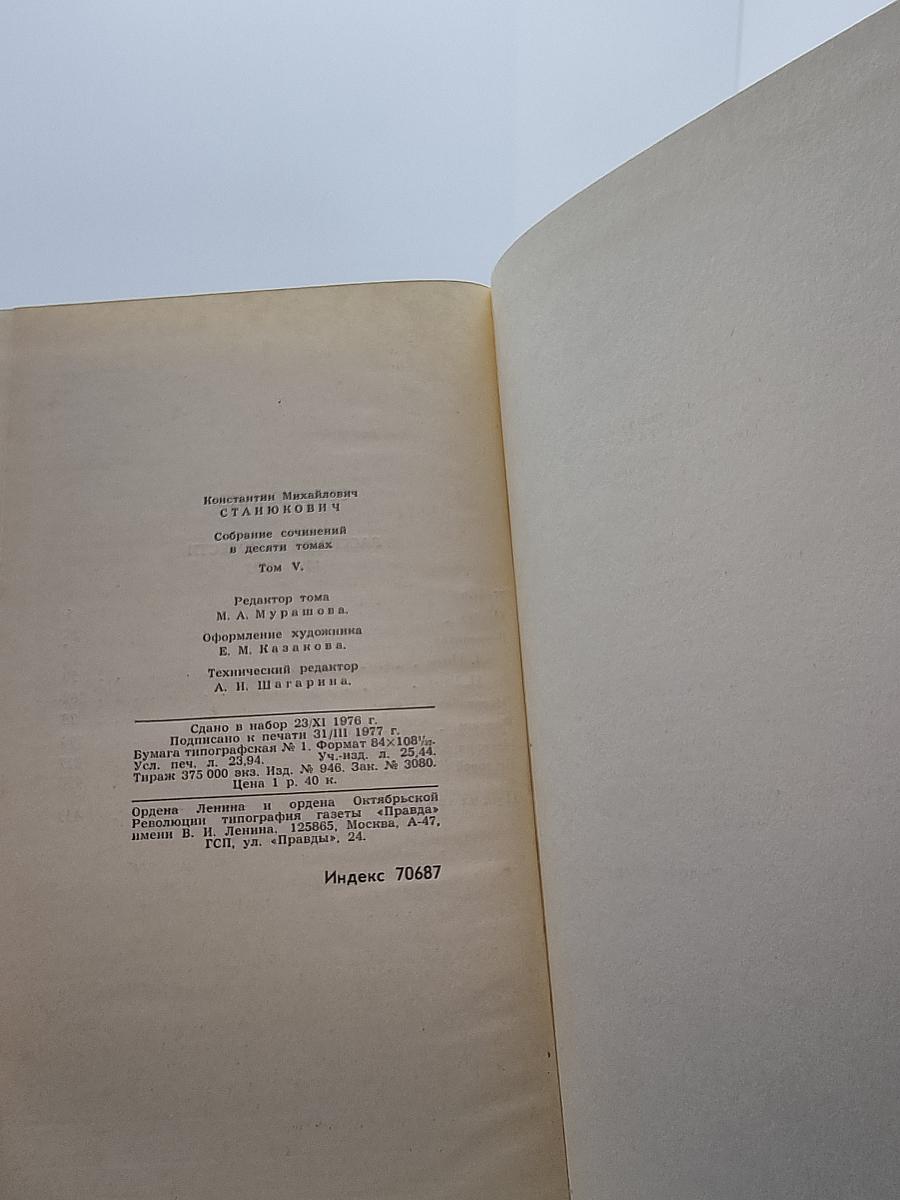 Константин Михайлович
СТАНЮКОВИЧ
Собрание сочинений
в десяти томах
Том V.
Редактор тома
М. А. Мурашова.
Оформление художника
Е. М. Казакова.
Технический редактор
А. И. Шагарина.
Сдано в набор 23/XI 1976 г.
Подписано к печати 31/III 1977 г.
Бумага типографская № 1. Формат 84×108¹/₃₂.
Усл. печ. л. 23,94. Уч.-изд. л. 25,44.
Тираж 375 000 экз. Изд. № 946. Зак. № 3080.
Цена 1 р. 40 к.
Ордена Ленина и ордена Октябрьской
Революции типография газеты «Правда»
имени В. И. Ленина, 125865, Москва, А-47,
ГСП, ул. «Правды», 24.
Индекс 70687